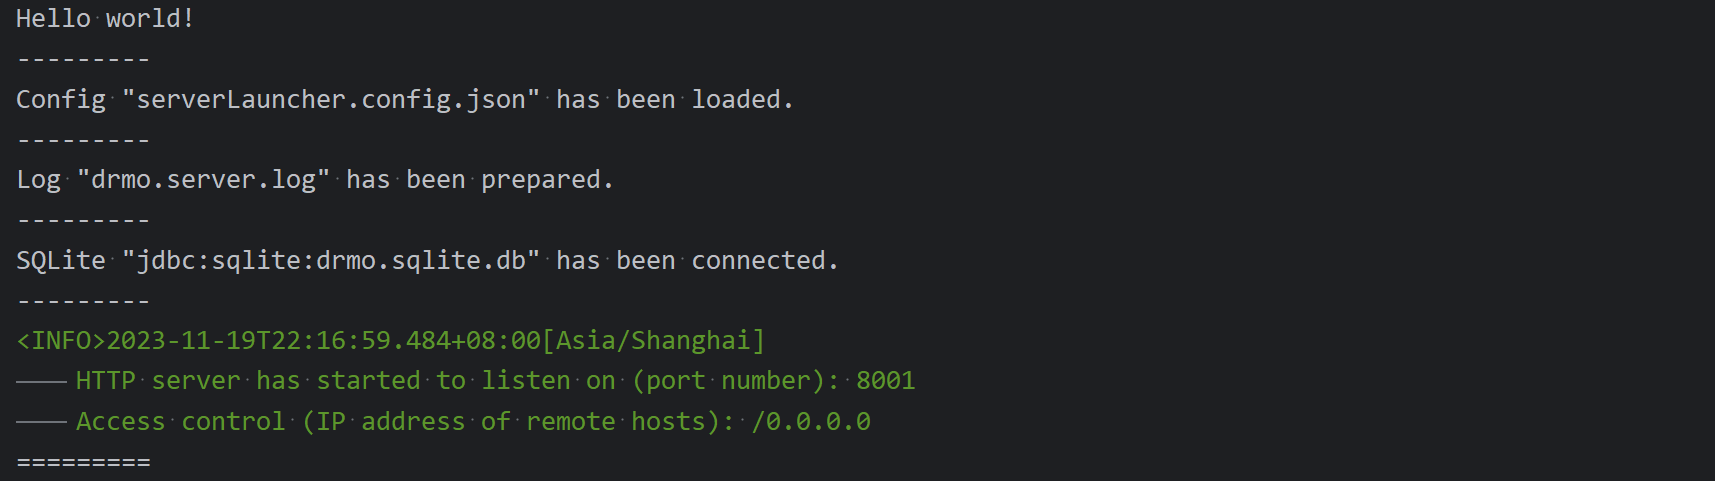 Hello world!
---------
Config "serverLauncher.config.json" has been loaded.
---------
Log "drmo.server.log" has been prepared.
---------
SQLite "jdbc:sqlite:drmo.sqlite.db" has been connected.
---------
<INFO>2023-11-19T22:16:59.484+08:00[Asia/Shanghai]
HTTP server has started to listen on (port number): 8001
Access control (IP address of remote hosts): /0.0.0.0
=========